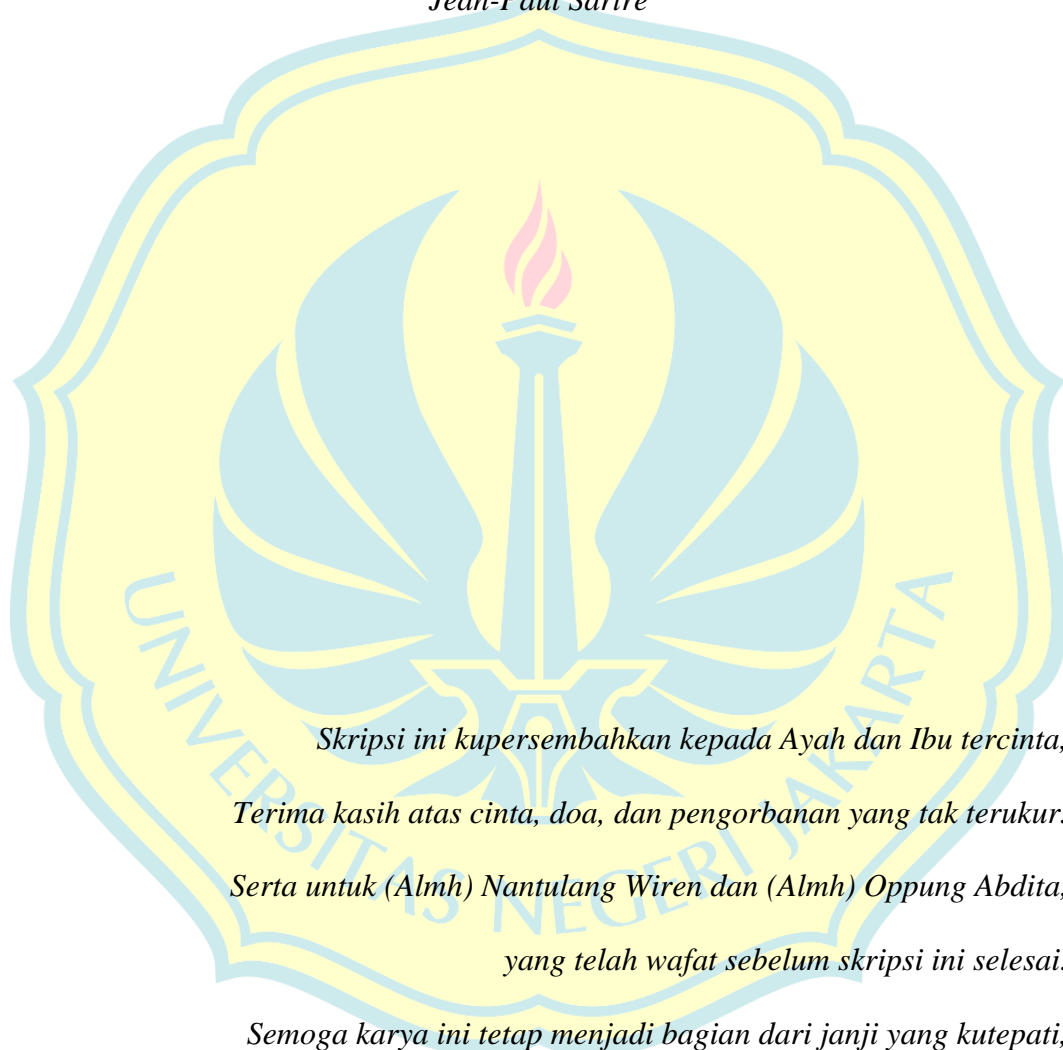 Jean-Paul Sartre
UNIVERSITAS NEGERI JAKARTA
Skripsi ini kupersembahkan kepada Ayah dan Ibu tercinta,
Terima kasih atas cinta, doa, dan pengorbanan yang tak terukur.
Serta untuk (Almh) Nantulang Wiren dan (Almh) Oppung Abdita,
yang telah wafat sebelum skripsi ini selesai.
Semoga karya ini tetap menjadi bagian dari janji yang kutepati,